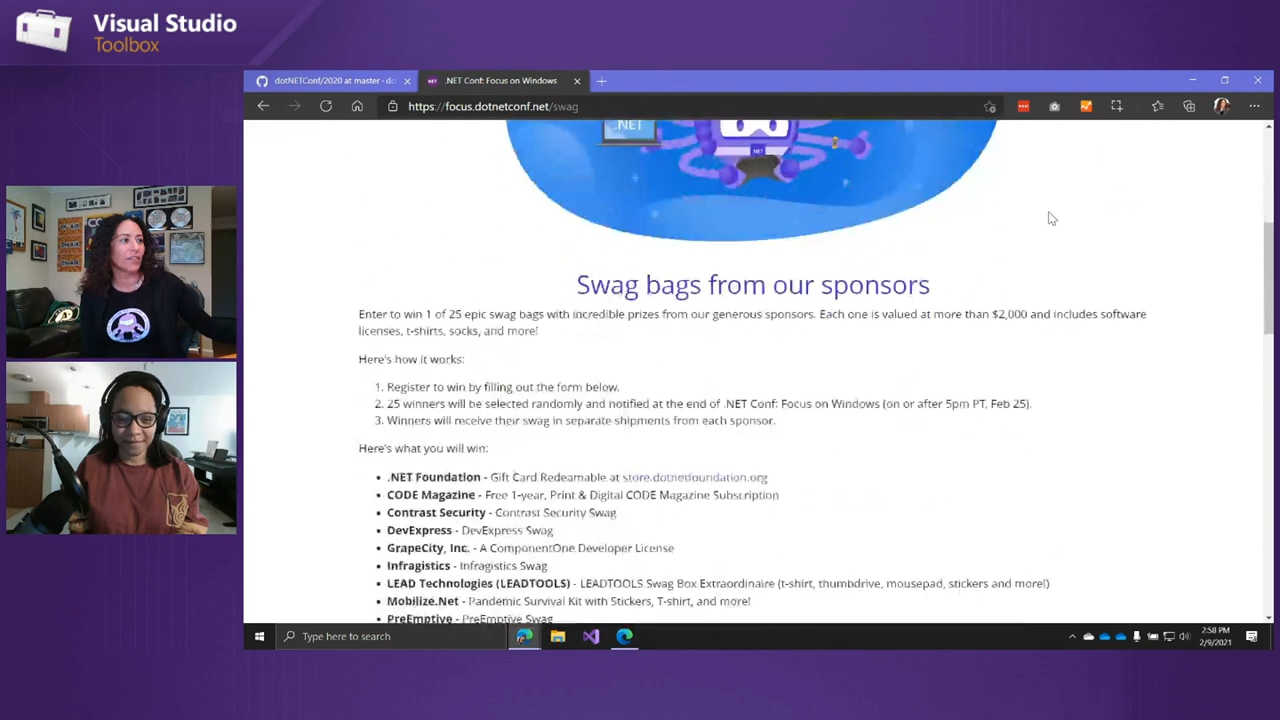 Visual Studio
Toolbox
dotNETConf/2020 at master · do
.NET Conf: Focus on Windows
https://focus.dotnetconf.net/swag
.NET
.NET
Swag bags from our sponsors
Enter to win 1 of 25 epic swag bags with incredible prizes from our generous sponsors. Each one is valued at more than $2,000 and includes software
licenses, t-shirts, socks, and more!
Here's how it works:
1. Register to win by filling out the form below.
2. 25 winners will be selected randomly and notified at the end of .NET Conf: Focus on Windows (on or after 5pm PT, Feb 25).
3. Winners will receive their swag in separate shipments from each sponsor.
Here's what you will win:
• .NET Foundation - Gift Card Redeamable at store.dotnetfoundation.org
• CODE Magazine - Free 1-year, Print & Digital CODE Magazine Subscription
• Contrast Security - Contrast Security Swag
• DevExpress - DevExpress Swag
• GrapeCity, Inc. - A ComponentOne Developer License
• Infragistics - Infragistics Swag
• LEAD Technologies (LEADTOOLS) - LEADTOOLS Swag Box Extraordinaire (t-shirt, thumbdrive, mousepad, stickers and more!)
• Mobilize.Net - Pandemic Survival Kit with Stickers, T-shirt, and more!
• PreEmptive - PreEmptive Swag
Type here to search
2:58 PM
2/9/2021